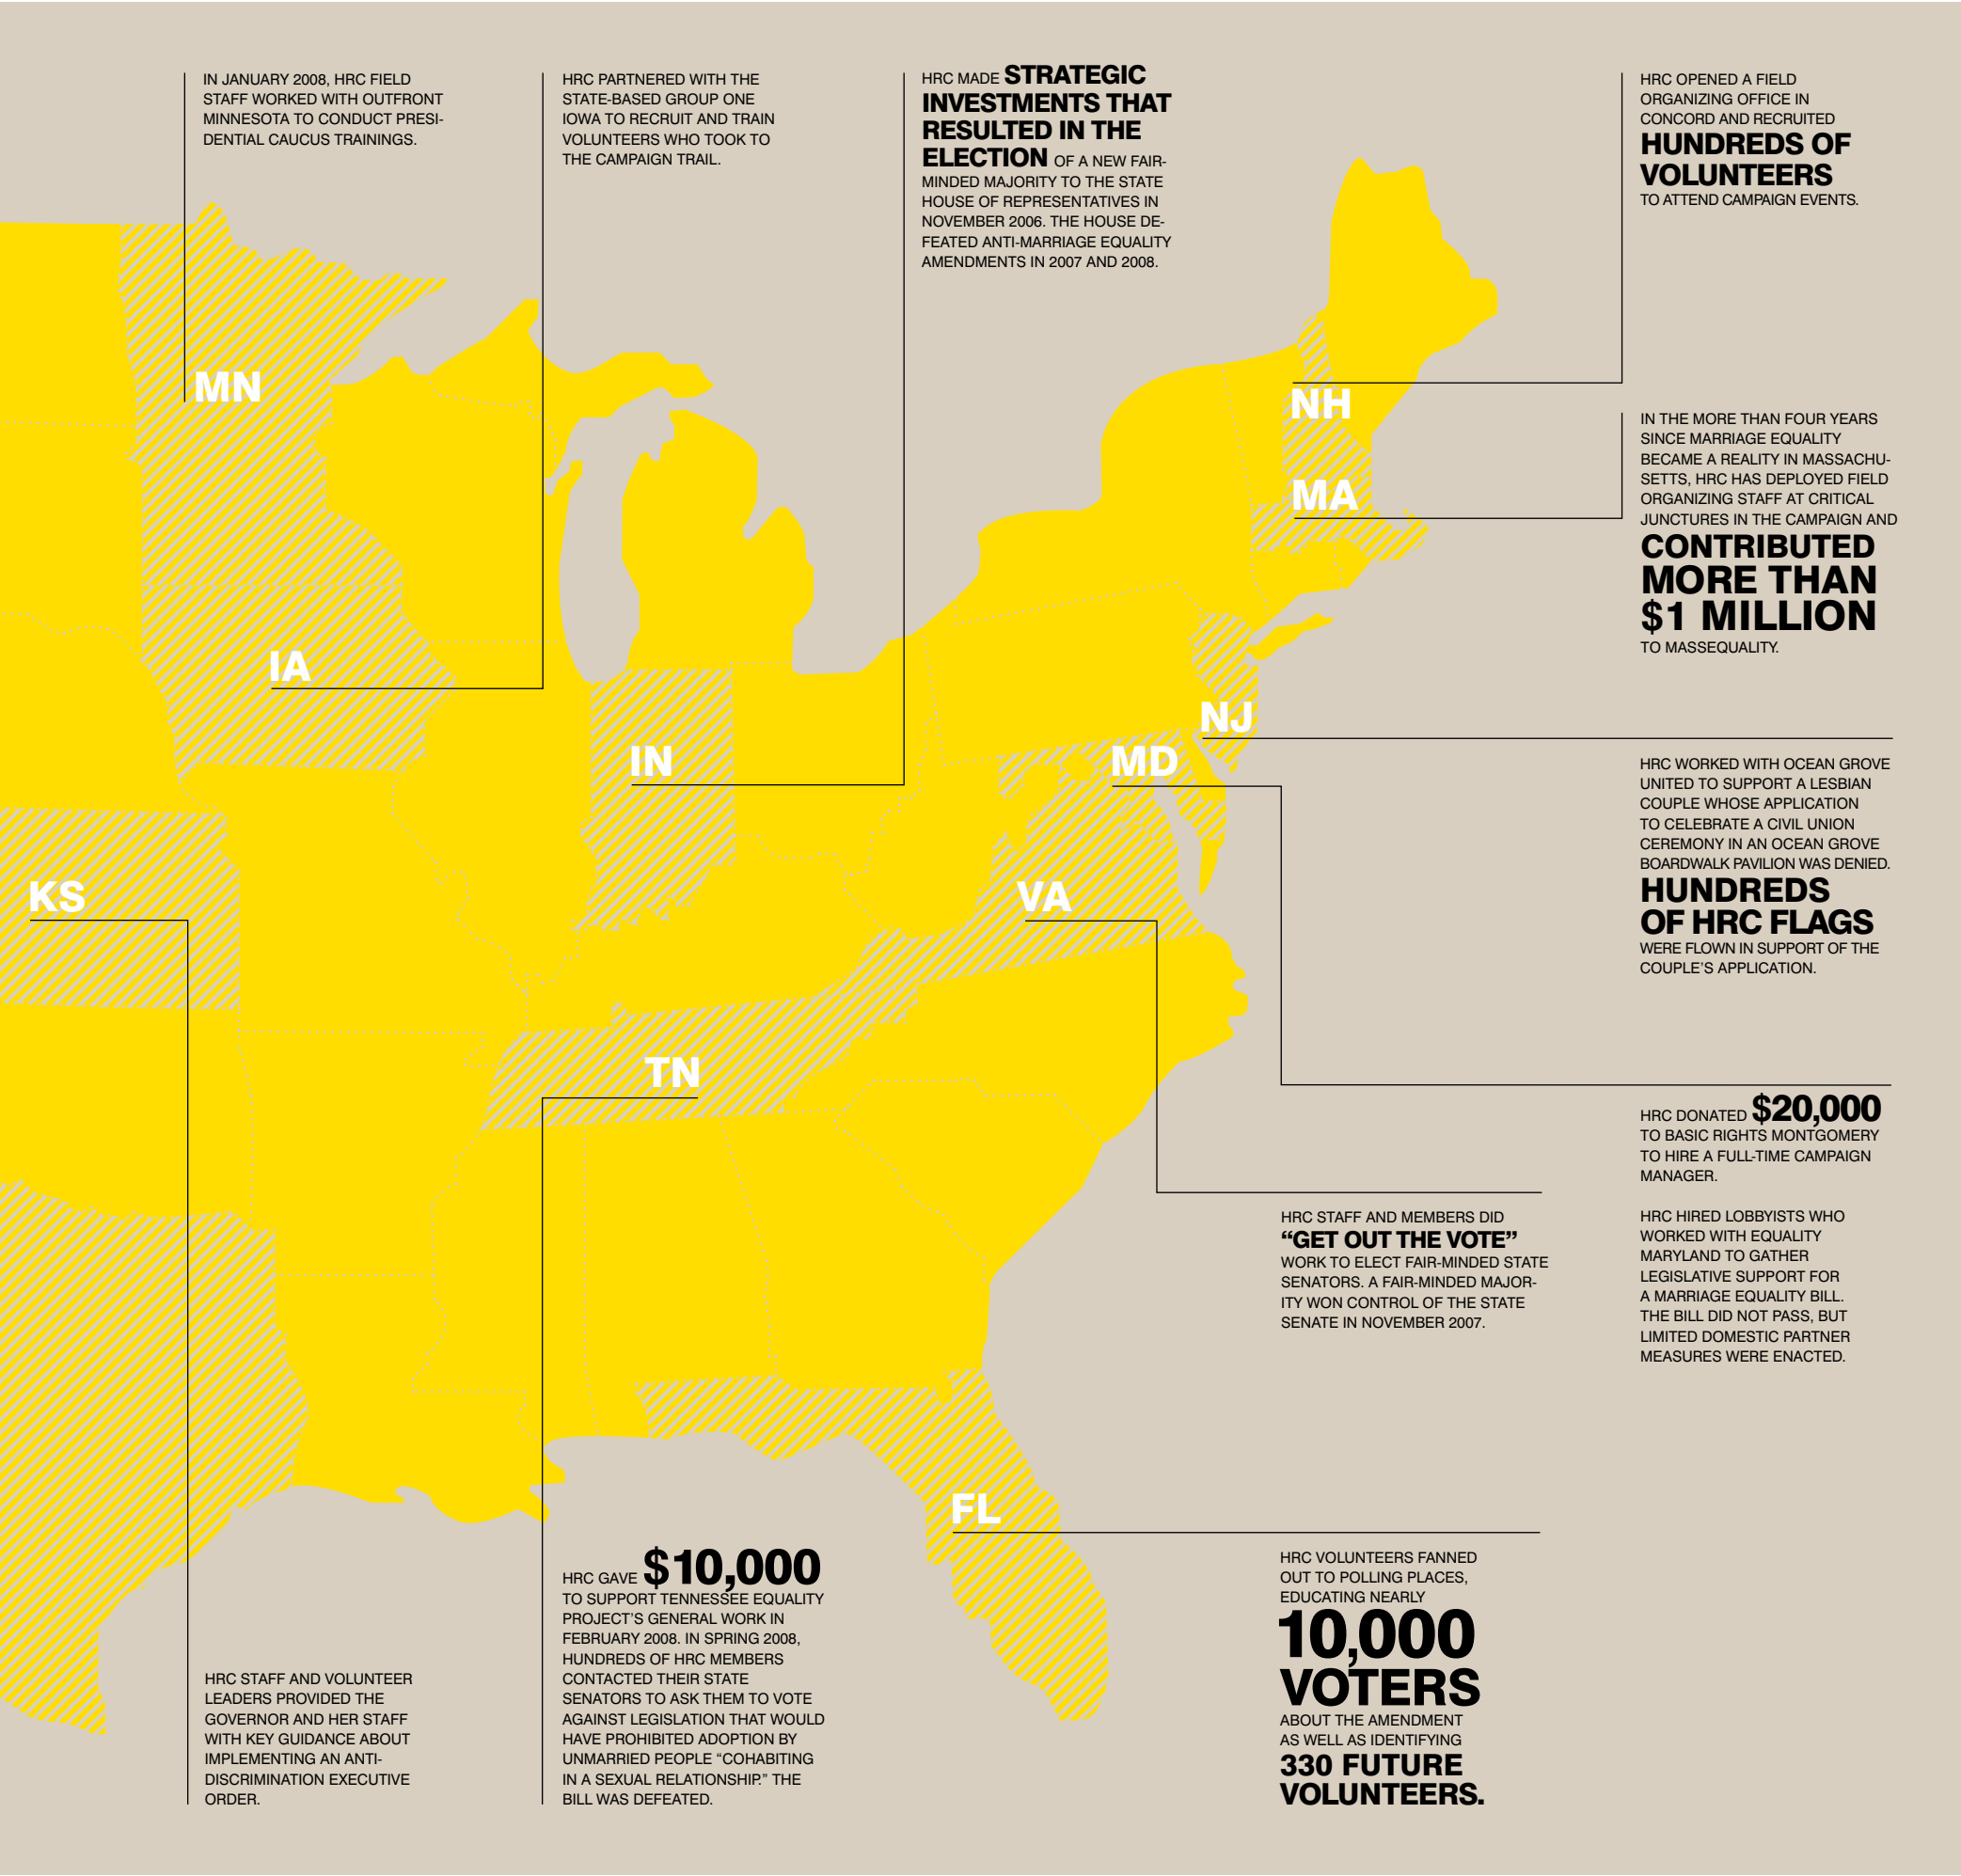 IN JANUARY 2008, HRC FIELD
STAFF WORKED WITH OUTFRONT
MINNESOTA TO CONDUCT PRESI-
DENTIAL CAUCUS TRAININGS.
HRC PARTNERED WITH THE
STATE-BASED GROUP ONE
IOWA TO RECRUIT AND TRAIN
VOLUNTEERS WHO TOOK TO
THE CAMPAIGN TRAIL.
HRC MADE STRATEGIC
INVESTMENTS THAT
RESULTED IN THE
ELECTION OF A NEW FAIR-
MINDED MAJORITY TO THE STATE
HOUSE OF REPRESENTATIVES IN
NOVEMBER 2006. THE HOUSE DE-
FEATED ANTI-MARRIAGE EQUALITY
AMENDMENTS IN 2007 AND 2008.
HRC OPENED A FIELD
ORGANIZING OFFICE IN
CONCORD AND RECRUITED
HUNDREDS OF
VOLUNTEERS
TO ATTEND CAMPAIGN EVENTS.
MN
NH
MA
IN THE MORE THAN FOUR YEARS
SINCE MARRIAGE EQUALITY
BECAME A REALITY IN MASSACHU-
SETTS, HRC HAS DEPLOYED FIELD
ORGANIZING STAFF AT CRITICAL
JUNCTURES IN THE CAMPAIGN AND
CONTRIBUTED
MORE THAN
$1 MILLION
TO MASSEQUALITY.
IA
NJ
IN
MD
HRC WORKED WITH OCEAN GROVE
UNITED TO SUPPORT A LESBIAN
COUPLE WHOSE APPLICATION
TO CELEBRATE A CIVIL UNION
CEREMONY IN AN OCEAN GROVE
BOARDWALK PAVILION WAS DENIED.
HUNDREDS
OF HRC FLAGS
WERE FLOWN IN SUPPORT OF THE
COUPLE'S APPLICATION.
KS
VA
TN
HRC DONATED $20,000
TO BASIC RIGHTS MONTGOMERY
TO HIRE A FULL-TIME CAMPAIGN
MANAGER.
HRC HIRED LOBBYISTS WHO
WORKED WITH EQUALITY
MARYLAND TO GATHER
LEGISLATIVE SUPPORT FOR
A MARRIAGE EQUALITY BILL.
THE BILL DID NOT PASS, BUT
LIMITED DOMESTIC PARTNER
MEASURES WERE ENACTED.
HRC STAFF AND MEMBERS DID
“GET OUT THE VOTE”
WORK TO ELECT FAIR-MINDED STATE
SENATORS. A FAIR-MINDED MAJOR-
ITY WON CONTROL OF THE STATE
SENATE IN NOVEMBER 2007.
FL
HRC STAFF AND VOLUNTEER
LEADERS PROVIDED THE
GOVERNOR AND HER STAFF
WITH KEY GUIDANCE ABOUT
IMPLEMENTING AN ANTI-
DISCRIMINATION EXECUTIVE
ORDER.
HRC GAVE $10,000
TO SUPPORT TENNESSEE EQUALITY
PROJECT'S GENERAL WORK IN
FEBRUARY 2008. IN SPRING 2008,
HUNDREDS OF HRC MEMBERS
CONTACTED THEIR STATE
SENATORS TO ASK THEM TO VOTE
AGAINST LEGISLATION THAT WOULD
HAVE PROHIBITED ADOPTION BY
UNMARRIED PEOPLE “COHABITING
IN A SEXUAL RELATIONSHIP.” THE
BILL WAS DEFEATED.
HRC VOLUNTEERS FANNED
OUT TO POLLING PLACES,
EDUCATING NEARLY
10,000
VOTERS
ABOUT THE AMENDMENT
AS WELL AS IDENTIFYING
330 FUTURE
VOLUNTEERS.